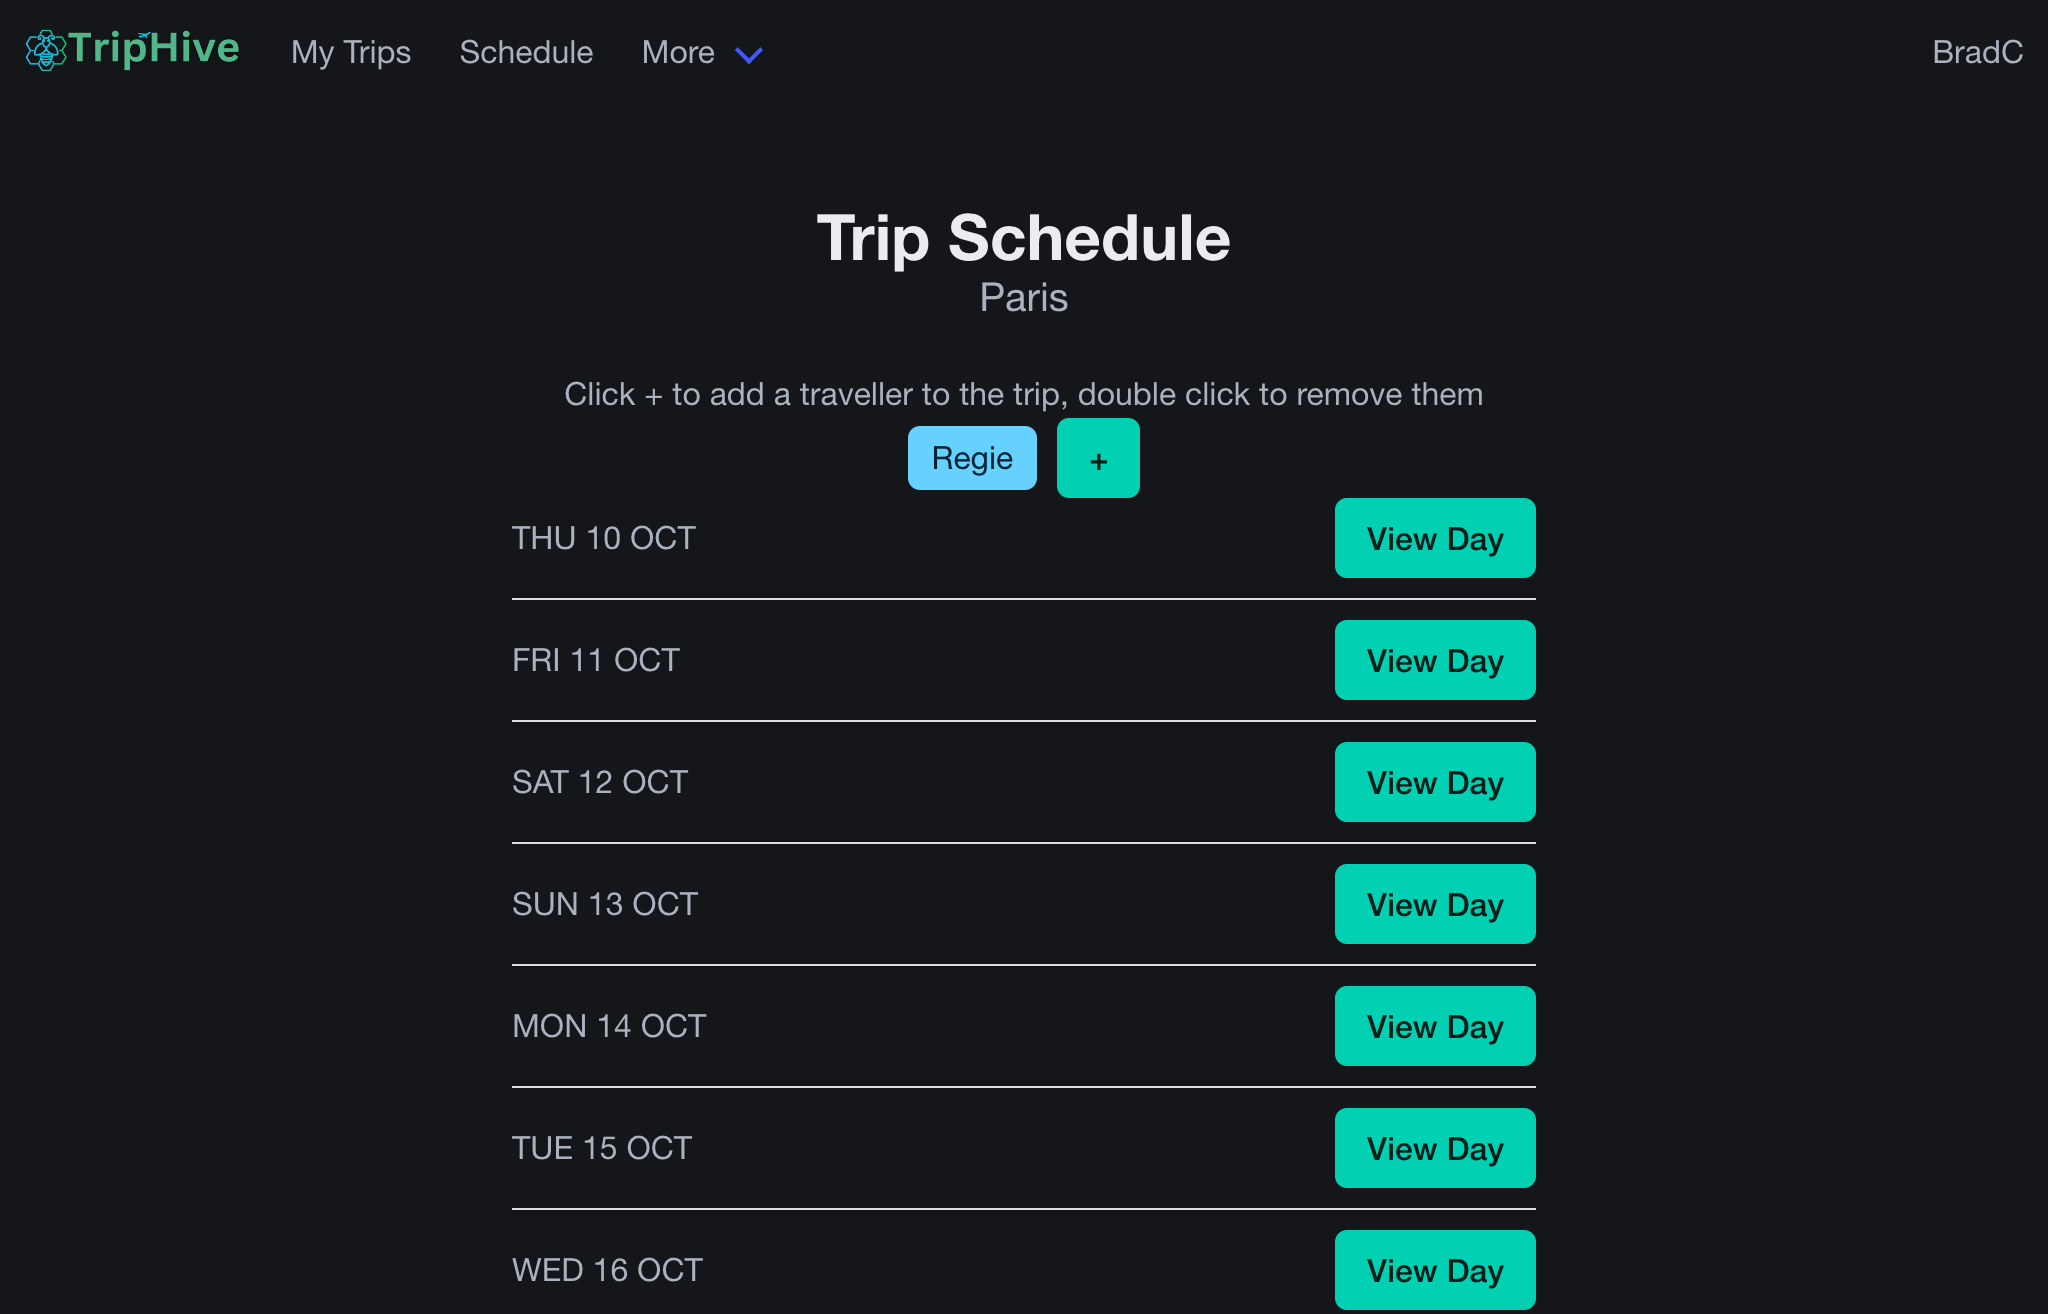 TripHive My Trips Schedule More BradC
Trip Schedule
Paris
Click + to add a traveller to the trip, double click to remove them
Regie +
THU 10 OCT View Day
FRI 11 OCT View Day
SAT 12 OCT View Day
SUN 13 OCT View Day
MON 14 OCT View Day
TUE 15 OCT View Day
WED 16 OCT View Day